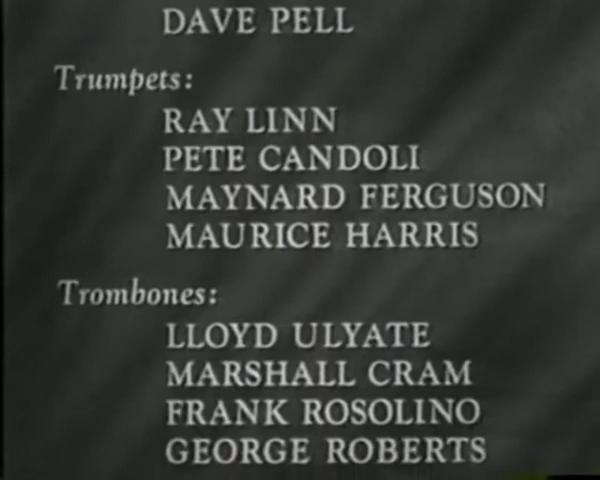 DAVE PELL
Trumpets:
RAY LINN
PETE CANDOLI
MAYNARD FERGUSON
MAURICE HARRIS
Trombones:
LLOYD ULYATE
MARSHALL CRAM
FRANK ROSOLINO
GEORGE ROBERTS